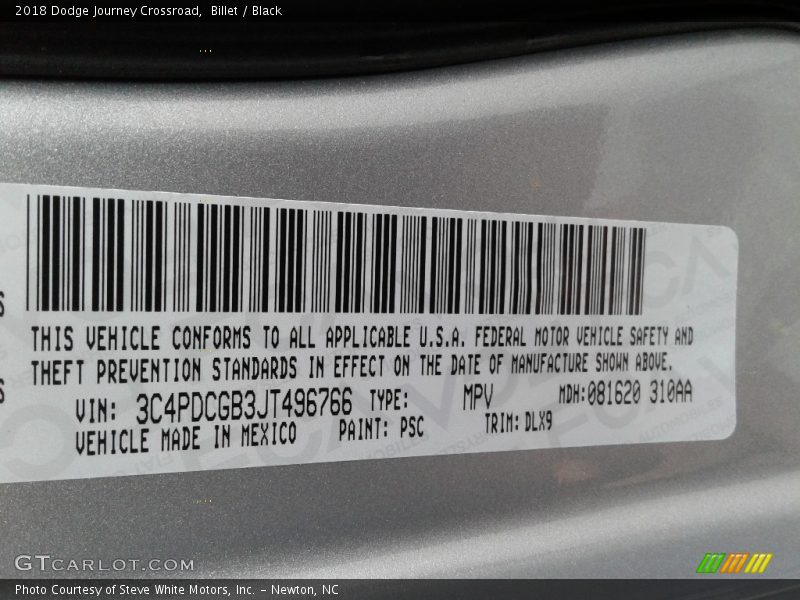 2018 Dodge Journey Crossroad,  Billet / Black
THIS VEHICLE CONFORMS TO ALL APPLICABLE U.S.A. FEDERAL MOTOR VEHICLE SAFETY AND
THEFT PREVENTION STANDARDS IN EFFECT ON THE DATE OF MANUFACTURE SHOWN ABOVE.
VIN: 3C4PDCGB3JT496766 TYPE: MPV MDH:081620 310AA
VEHICLE MADE IN MEXICO PAINT: PSC TRIM: DLX9
GTCARLOT.COM
Photo Courtesy of Steve White Motors, Inc. - Newton, NC